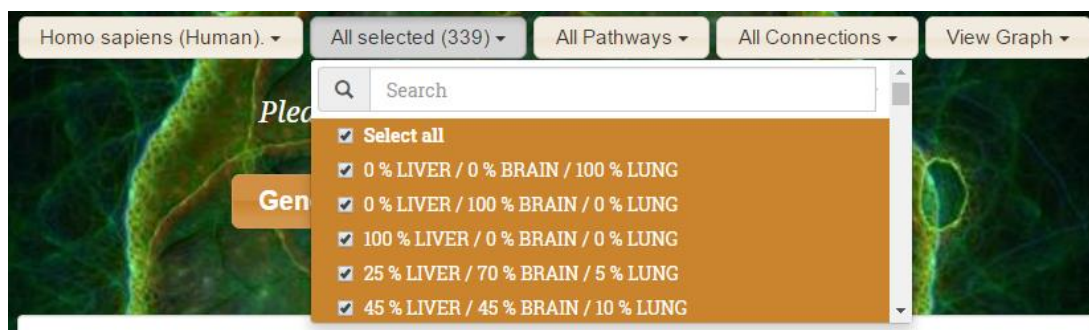 Homo sapiens (Human). All selected (339) All Pathways All Connections View Graph
Search
Select all
0 % LIVER / 0 % BRAIN / 100 % LUNG
0 % LIVER / 100 % BRAIN / 0 % LUNG
100 % LIVER / 0 % BRAIN / 0 % LUNG
25 % LIVER / 70 % BRAIN / 5 % LUNG
45 % LIVER / 45 % BRAIN / 10 % LUNG